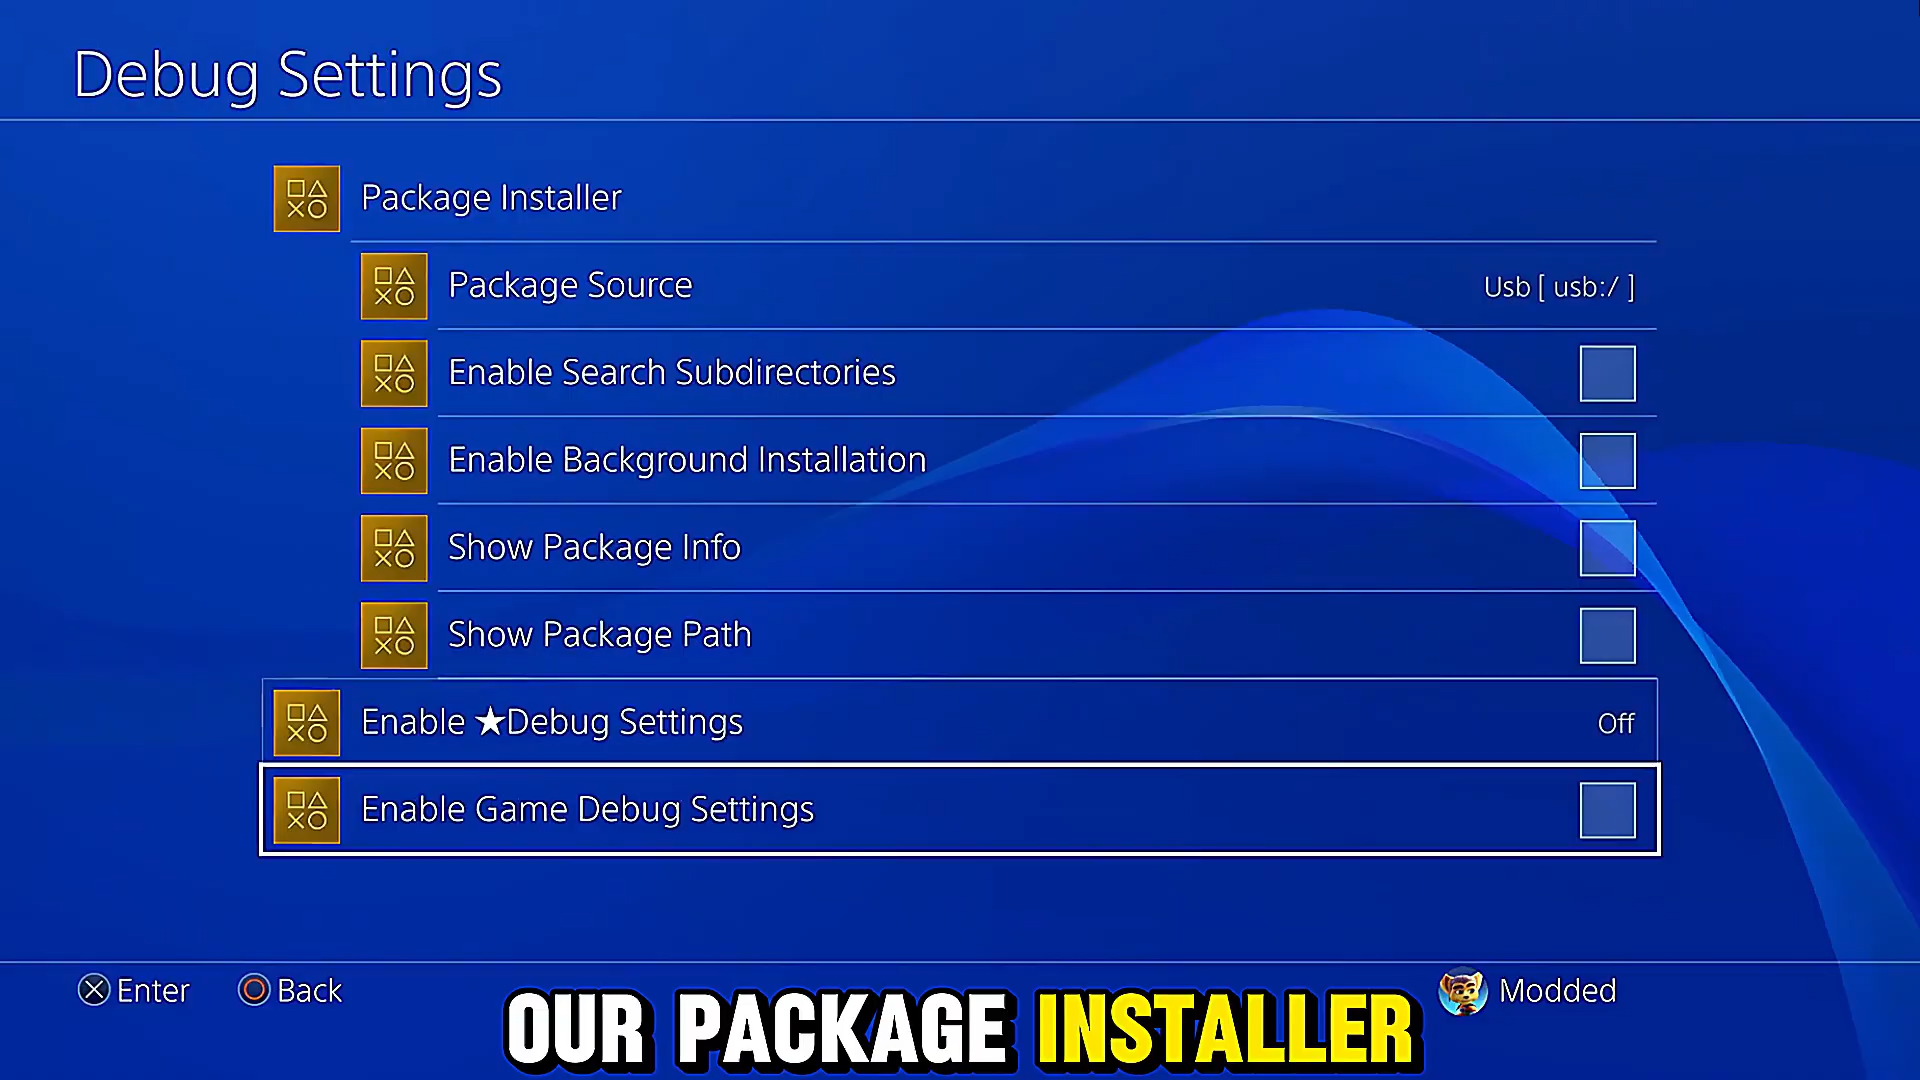 Debug Settings
Package Installer
Package Source
Usb [ usb:/ ]
Enable Search Subdirectories
Enable Background Installation
Show Package Info
Show Package Path
Enable ★Debug Settings
Off
Enable Game Debug Settings
Enter
Back
Modded
OUR PACKAGE INSTALLER